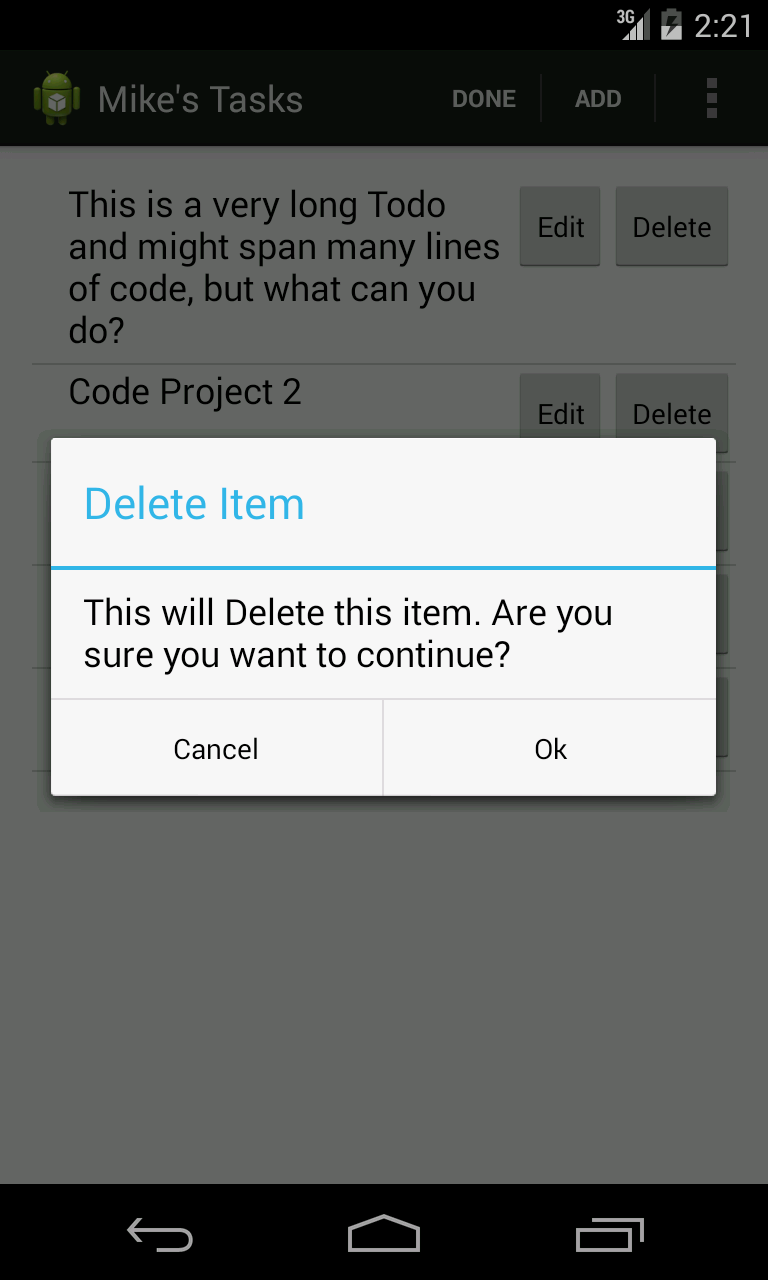 3G 2:21
Mike's Tasks DONE ADD
This is a very long Todo
and might span many lines
of code, but what can you
do?
Edit Delete
Code Project 2
Edit Delete
Delete Item
This will Delete this item. Are you
sure you want to continue?
Cancel Ok